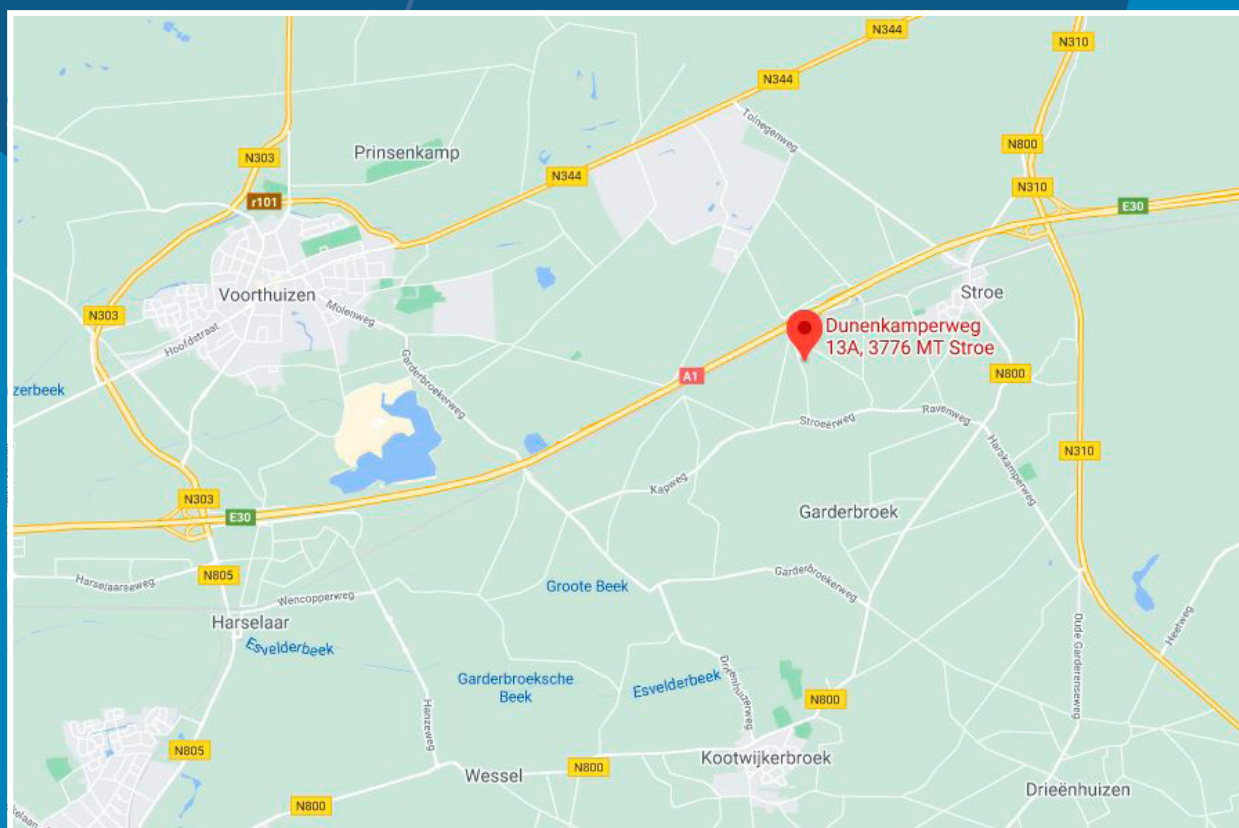 N344
N310
N344
Tolnegenweg
N303
Prinsenkamp
N800
N344
N310
r101
E30
Voorthuizen
Stroe
Molenweg
N303
Hoofdstraat
Dunenkamperweg
13A, 3776 MT Stroe
Garderbroekerweg
A1
N800
zerbeek
Stroeërweg
Ravenweg
Harskamperweg
N310
Kapweg
N303
E30
Garderbroek
N805
Harselaarseweg
Wencopperweg
Groote Beek
Garderbroekerweg
Harselaar
Esvelderbeek
Oude Garderenseweg
Heetweg
Garderbroeksche
Beek
Esvelderbeek
Drieënhuizerweg
N800
Hanzeweg
N805
Wessel
N800
Kootwijkerbroek
Drieënhuizen
N800